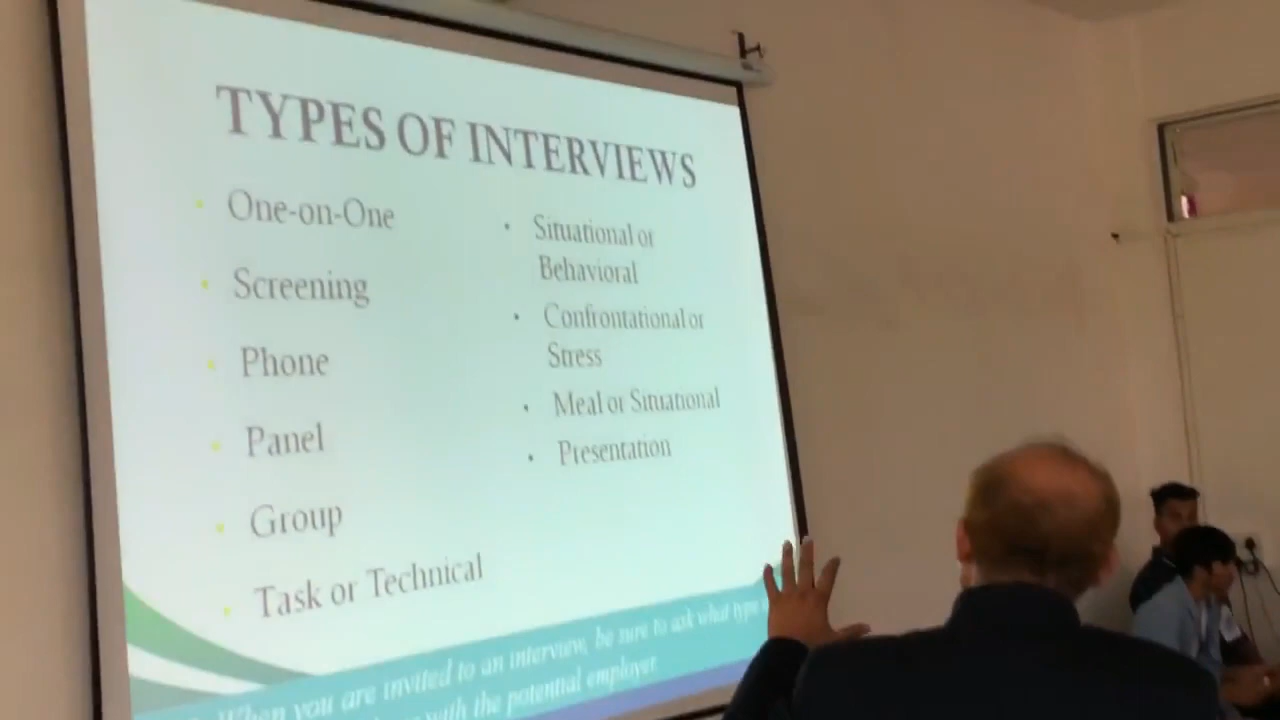 TYPES OF INTERVIEWS
One-on-One
Screening
Phone
Panel
Group
Task or Technical
Situational or
Behavioral
Confrontational or
Stress
Meal or Situational
Presentation
When you are invited to an interview, be sure to ask what type
with the potential employer.